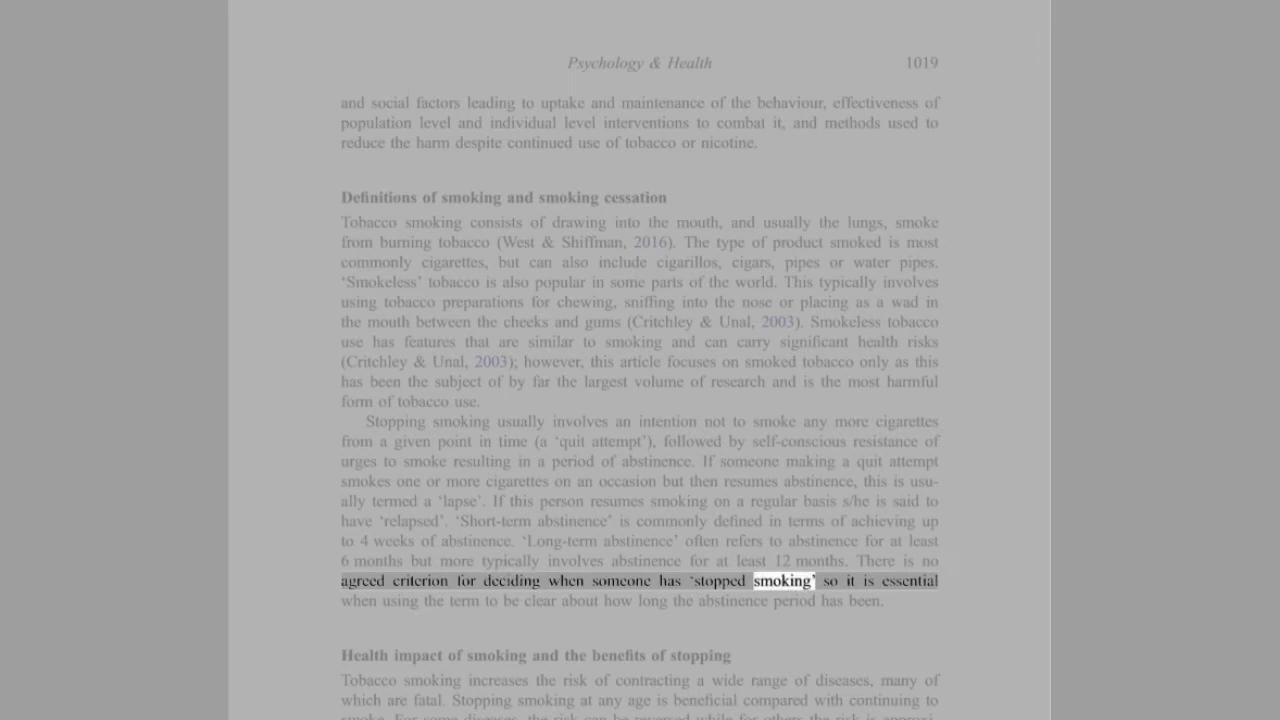 Psychology & Health 1019
and social factors leading to uptake and maintenance of the behaviour, effectiveness of
population level and individual level interventions to combat it, and methods used to
reduce the harm despite continued use of tobacco or nicotine.
Definitions of smoking and smoking cessation
Tobacco smoking consists of drawing into the mouth, and usually the lungs, smoke
from burning tobacco (West & Shiffman, 2016). The type of product smoked is most
commonly cigarettes, but can also include cigarillos, cigars, pipes or water pipes.
‘Smokeless’ tobacco is also popular in some parts of the world. This typically involves
using tobacco preparations for chewing, sniffing into the nose or placing as a wad in
the mouth between the cheeks and gums (Critchley & Unal, 2003). Smokeless tobacco
use has features that are similar to smoking and can carry significant health risks
(Critchley & Unal, 2003); however, this article focuses on smoked tobacco only as this
has been the subject of by far the largest volume of research and is the most harmful
form of tobacco use.
Stopping smoking usually involves an intention not to smoke any more cigarettes
from a given point in time (a ‘quit attempt’), followed by self-conscious resistance of
urges to smoke resulting in a period of abstinence. If someone making a quit attempt
smokes one or more cigarettes on an occasion but then resumes abstinence, this is usu-
ally termed a ‘lapse’. If this person resumes smoking on a regular basis s/he is said to
have ‘relapsed’. ‘Short-term abstinence’ is commonly defined in terms of achieving up
to 4 weeks of abstinence. ‘Long-term abstinence’ often refers to abstinence for at least
6 months but more typically involves abstinence for at least 12 months. There is no
agreed criterion for deciding when someone has ‘stopped smoking’ so it is essential
when using the term to be clear about how long the abstinence period has been.
Health impact of smoking and the benefits of stopping
Tobacco smoking increases the risk of contracting a wide range of diseases, many of
which are fatal. Stopping smoking at any age is beneficial compared with continuing to
smoke. For some diseases, the risk can be reversed while for others the risk is approxi-